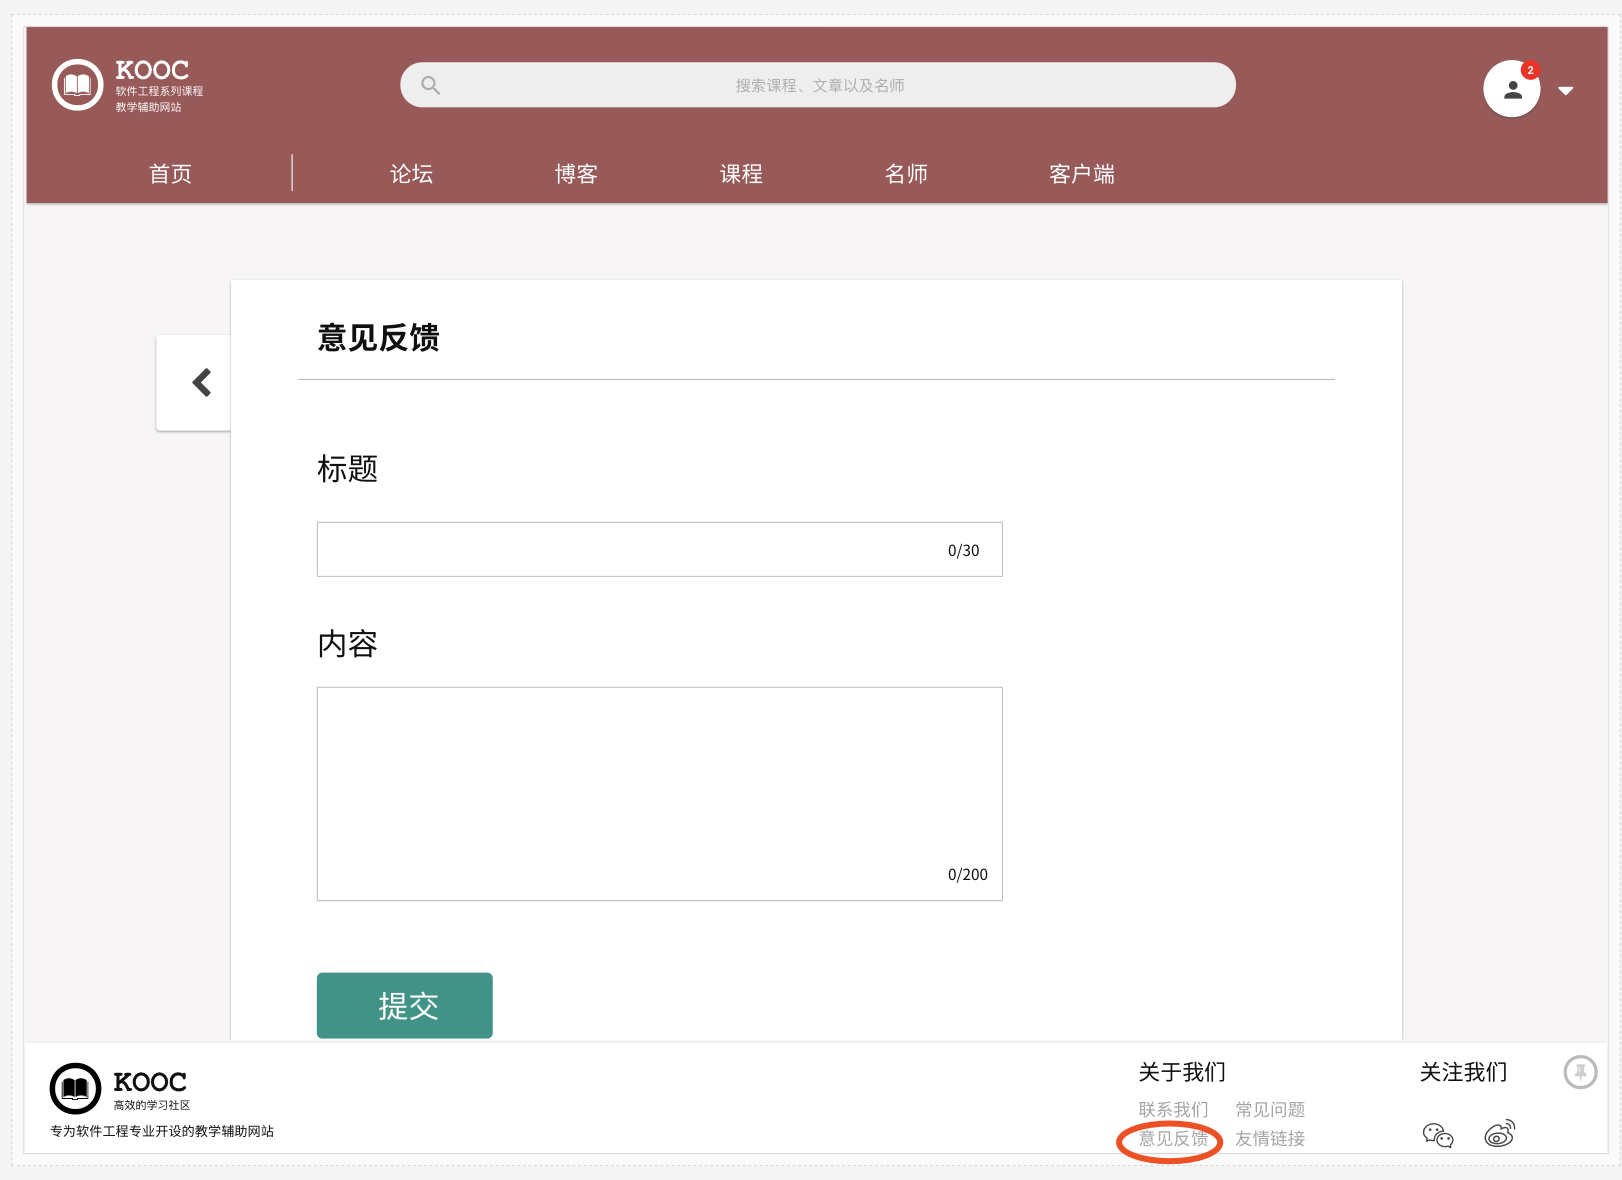 KOOC
软件工程系列课程
教学辅助网站
搜索课程、文章以及名师
2
首页
论坛
博客
课程
名师
客户端
意见反馈
标题
0/30
内容
0/200
提交
KOOC
高效的学习社区
专为软件工程专业开设的教学辅助网站
关于我们
联系我们 常见问题
意见反馈 友情链接
关注我们